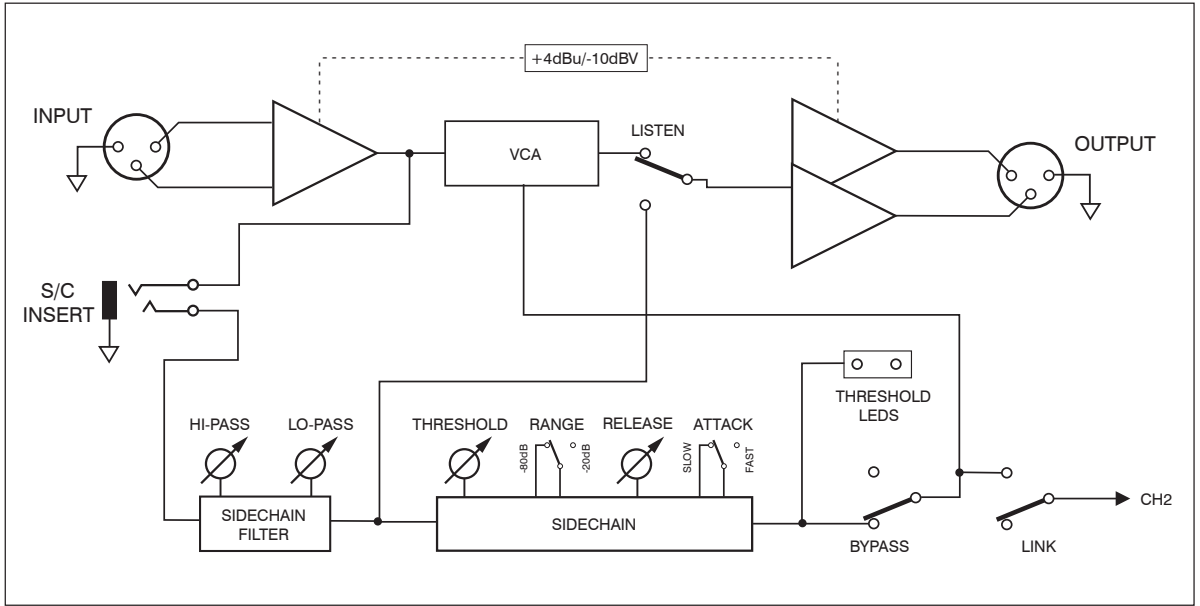 +4dBu/-10dBV
INPUT
LISTEN
OUTPUT
VCA
S/C
INSERT
THRESHOLD
LEDS
HI-PASS
LO-PASS
THRESHOLD
RANGE
RELEASE
ATTACK
-80dB
-20dB
SLOW
FAST
SIDECHAIN
FILTER
SIDECHAIN
BYPASS
LINK
CH2